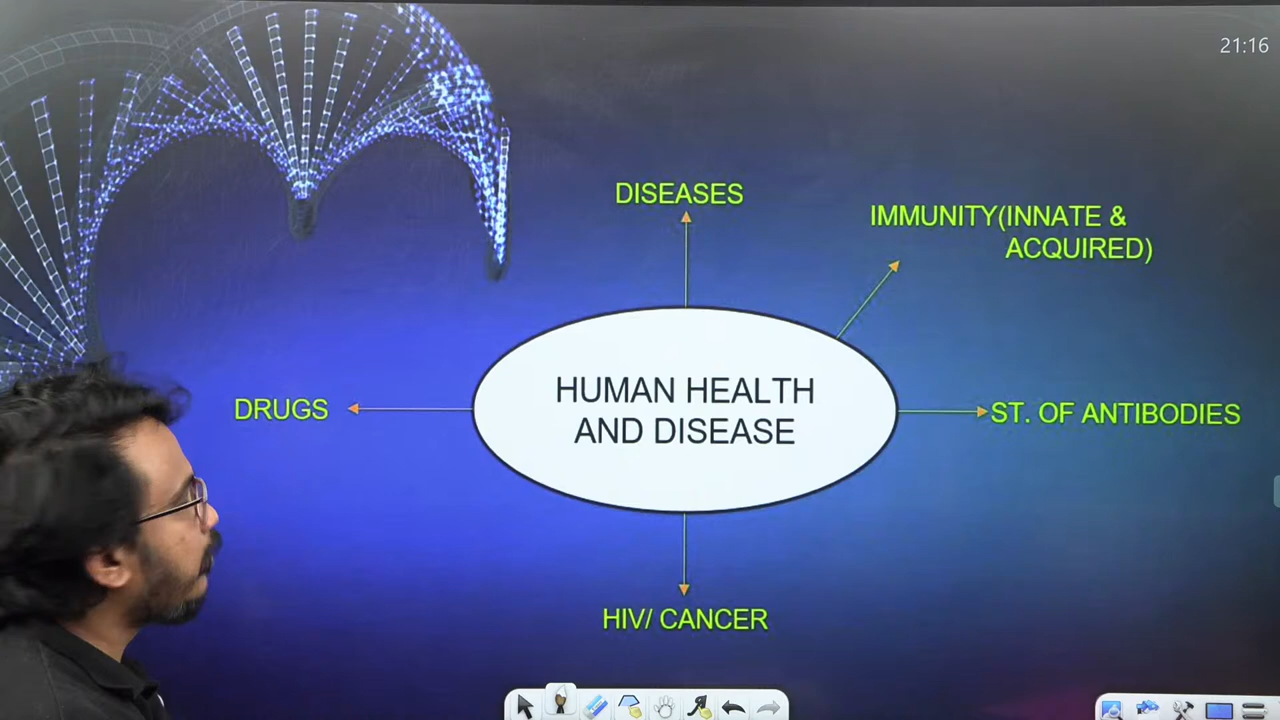 21:16
DISEASES
IMMUNITY(INNATE &
ACQUIRED)
HUMAN HEALTH
AND DISEASE
DRUGS
ST. OF ANTIBODIES
HIV/ CANCER